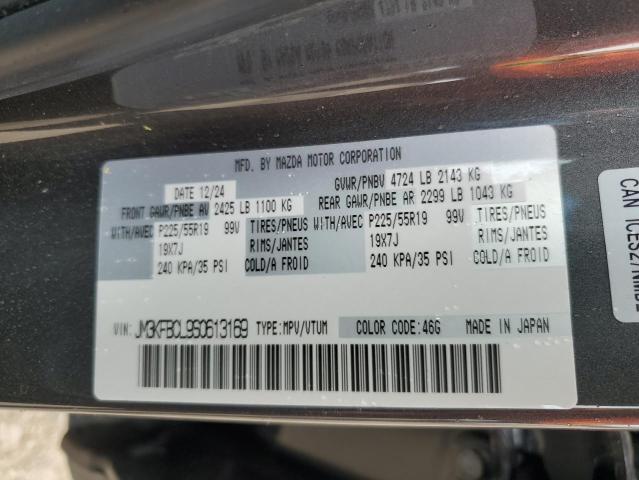 MFD. BY MAZDA MOTOR CORPORATION
DATE 12/24 GVWR/PNBV 4724 LB 2143 KG
FRONT GAWR/PNBE AV 2425 LB 1100 KG REAR GAWR/PNBE AR 2299 LB 1043 KG
WITH/AVEC P225/55R19 99V TIRES/PNEUS WITH/AVEC P225/55R19 99V TIRES/PNEUS
19X7J RIMS/JANTES 19X7J RIMS/JANTES
240 KPA/35 PSI COLD/A FROID 240 KPA/35 PSI COLD/A FROID
VIN: JM3KFBCL9S0613169 TYPE:MPV/VTUM COLOR CODE:46G MADE IN JAPAN
CAN ICES